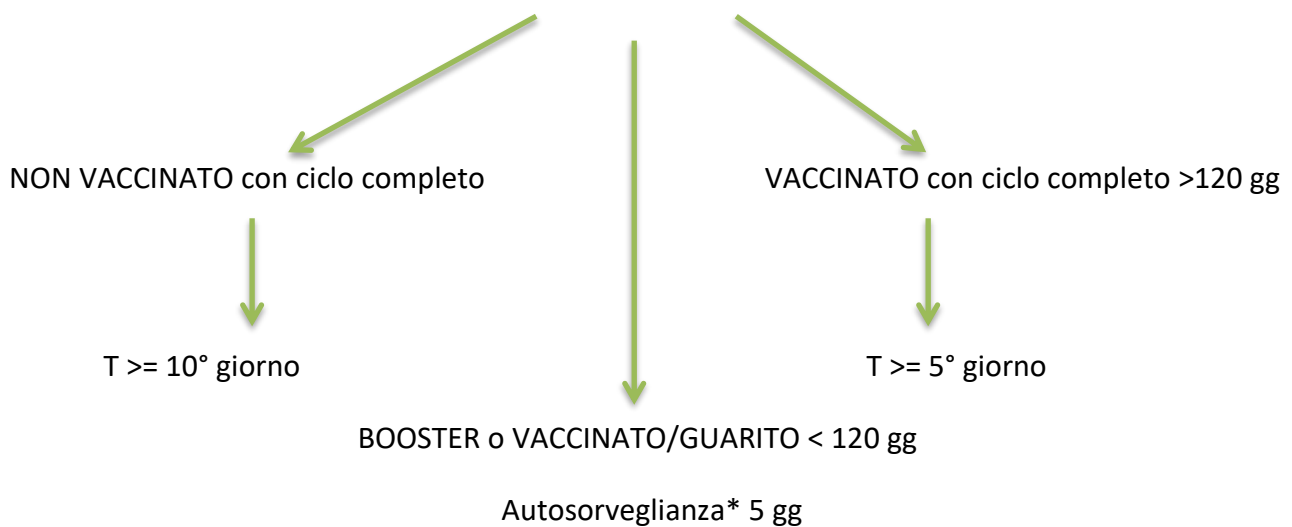 NON VACCINATO con ciclo completo
VACCINATO con ciclo completo >120 gg
T >= 10° giorno
T >= 5° giorno
BOOSTER o VACCINATO/GUARITO < 120 gg
Autosorveglianza* 5 gg